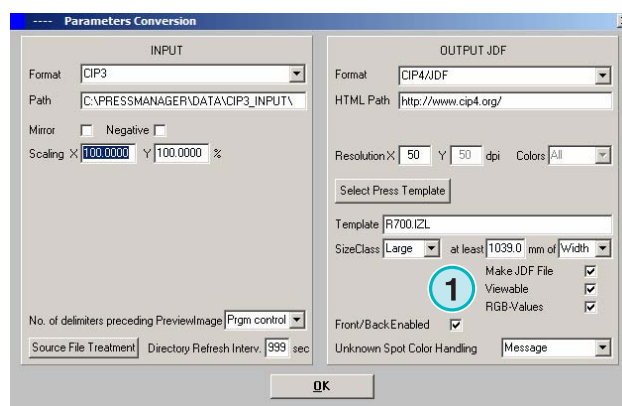 ---- Parameters Conversion
INPUT
Format CIP3
Path C:\PRESSMANAGER\DATA\CIP3_INPUT\
Mirror Negative
Scaling X 100.0000 Y 100.0000 %
No. of delimiters preceding PreviewImage Prgm control
Source File Treatment Directory Refresh Interv. 999 sec
OUTPUT JDF
Format CIP4/JDF
HTML Path http://www.cip4.org/
Resolution X 50 Y 50 dpi Colors All
Select Press Template
Template R700.IZL
SizeClass Large at least 1039.0 mm of Width
Make JDF File
1 Viewable
RGB-Values
Front/Back Enabled
Unknown Spot Color Handling Message
OK